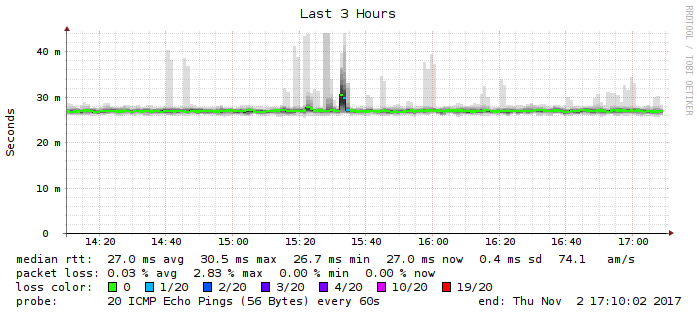 Last 3 Hours
RRDTOOL / TOBI OETIKER
Seconds
40 m
30 m
20 m
10 m
0
14:20 14:40 15:00 15:20 15:40 16:00 16:20 16:40 17:00
median rtt: 27.0 ms avg 30.5 ms max 26.7 ms min 27.0 ms now 0.4 ms sd 74.1 am/s
packet loss: 0.03 % avg 2.83 % max 0.00 % min 0.00 % now
loss color: 0 1/20 2/20 3/20 4/20 10/20 19/20
probe: 20 ICMP Echo Pings (56 Bytes) every 60s end: Thu Nov 2 17:10:02 2017